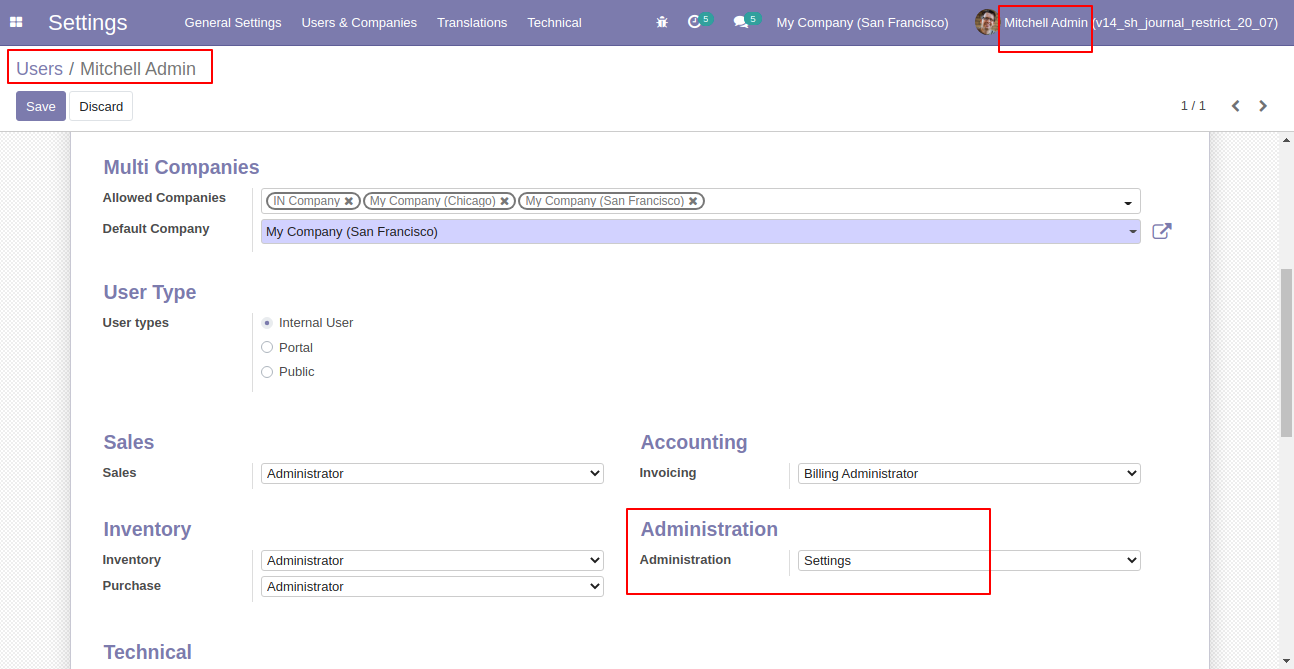 Settings General Settings Users & Companies Translations Technical 5 5 My Company (San Francisco) Mitchell Admin (v14_sh_journal_restrict_20_07)
Users / Mitchell Admin
Save Discard 1 / 1
Multi Companies
Allowed Companies IN Company My Company (Chicago) My Company (San Francisco)
Default Company My Company (San Francisco)
User Type
User types Internal User
Portal
Public
Sales Accounting
Sales Administrator Invoicing Billing Administrator
Inventory Administration
Inventory Administrator Administration Settings
Purchase Administrator
Technical